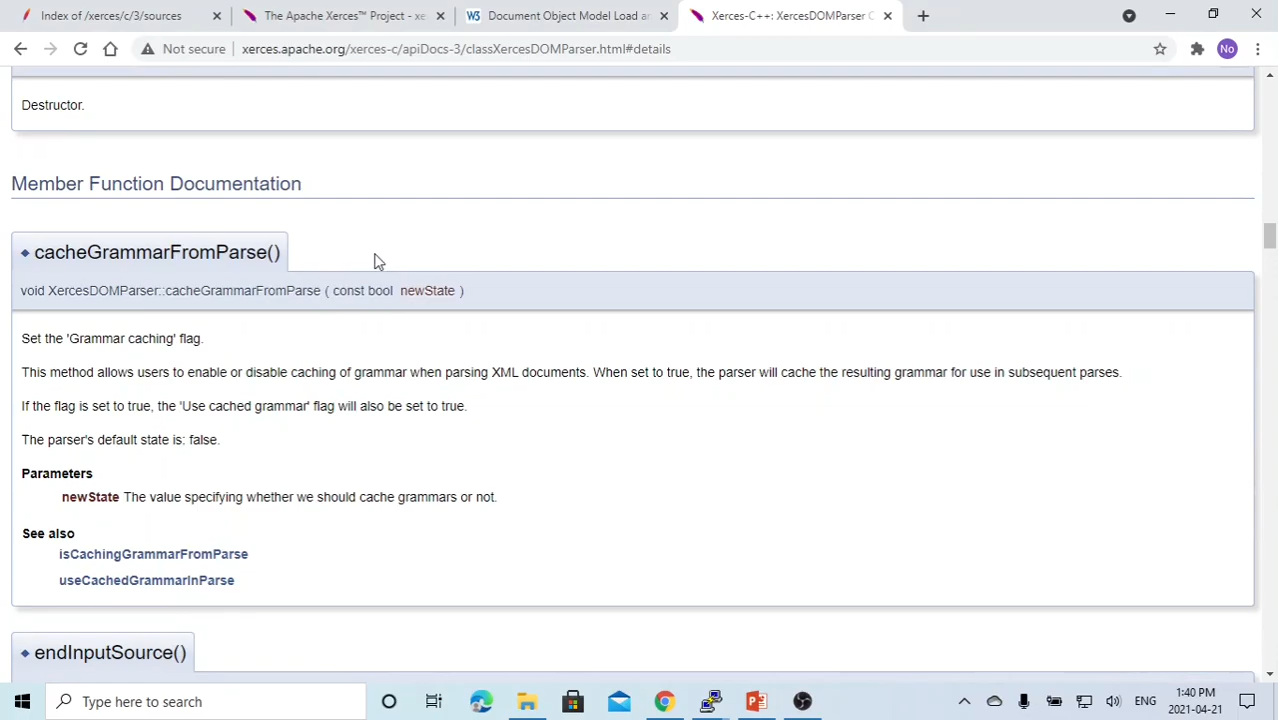 Index of /xerces/c/3/sources
The Apache Xerces™ Project - xe
Document Object Model Load an
Xerces-C++: XercesDOMParser C
Not secure
xerces.apache.org/xerces-c/apiDocs-3/classXercesDOMParser.html#details
No
Destructor.
Member Function Documentation
◆ cacheGrammarFromParse()
void XercesDOMParser::cacheGrammarFromParse ( const bool newState )
Set the 'Grammar caching' flag.
This method allows users to enable or disable caching of grammar when parsing XML documents. When set to true, the parser will cache the resulting grammar for use in subsequent parses.
If the flag is set to true, the 'Use cached grammar' flag will also be set to true.
The parser's default state is: false.
Parameters
newState The value specifying whether we should cache grammars or not.
See also
isCachingGrammarFromParse
useCachedGrammarInParse
◆ endInputSource()
Type here to search
ENG
1:40 PM
2021-04-21